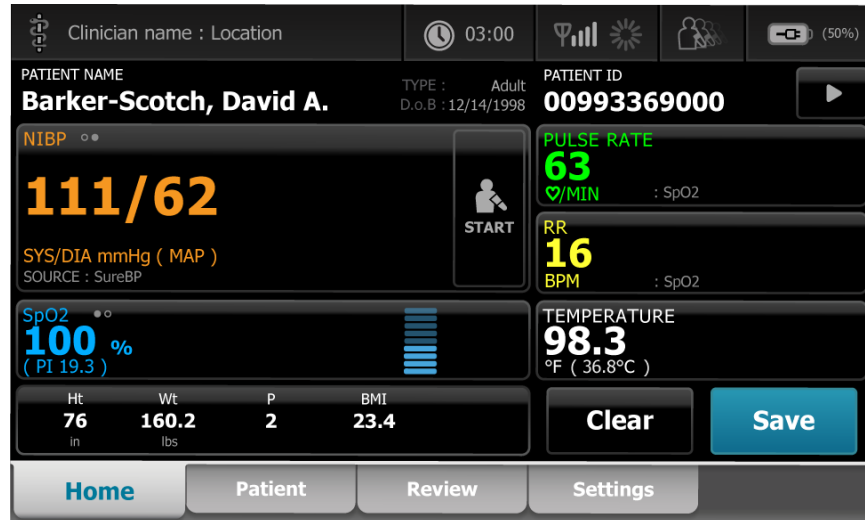 Clinician name : Location
03:00
(50%)
PATIENT NAME
Barker-Scotch, David A.
TYPE : Adult
D.o.B : 12/14/1998
PATIENT ID
00993369000
NIBP
111/62
SYS/DIA mmHg ( MAP )
SOURCE : SureBP
START
PULSE RATE
63
/MIN : SpO2
RR
16
BPM : SpO2
SpO2
100 %
( PI 19.3 )
TEMPERATURE
98.3
°F ( 36.8°C )
Ht Wt P BMI
76 160.2 2 23.4
in lbs
Clear
Save
Home Patient Review Settings